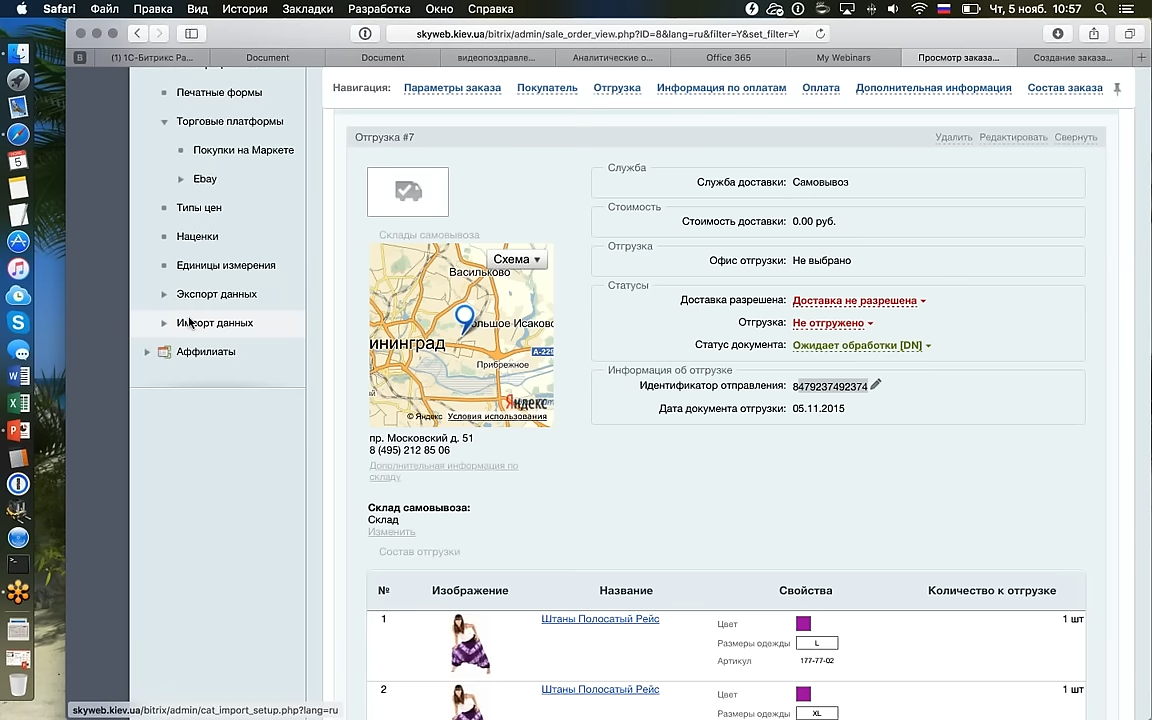 Safari Файл Правка Вид История Закладки Разработка Окно Справка Чт, 5 нояб. 10:57
skyweb.kiev.ua/bitrix/admin/sale_order_view.php?ID=8&lang=ru&filter=Y&set_filter=Y
B (1) 1С-Битрикс Ра... Document Document видеопоздравле... Аналитические о... Office 365 My Webinars Просмотр заказа... Создание заказа...
Печатные формы
Торговые платформы
Покупки на Маркете
Ebay
Типы цен
Наценки
Единицы измерения
Экспорт данных
Импорт данных
Аффилиаты
Навигация: Параметры заказа Покупатель Отгрузка Информация по оплатам Оплата Дополнительная информация Состав заказа
Отгрузка #7 Удалить Редактировать Свернуть
Склады самовывоза
Схема
Васильково
ольшое Исаково
ининград
А-229
Прибрежное
Яндекс
© Яндекс Условия использования
пр. Московский д. 51
8 (495) 212 85 06
Дополнительная информация по
складу
Склад самовывоза:
Склад
Изменить
Состав отгрузки
Служба
Служба доставки: Самовывоз
Стоимость
Стоимость доставки: 0.00 руб.
Отгрузка
Офис отгрузки: Не выбрано
Статусы
Доставка разрешена: Доставка не разрешена
Отгрузка: Не отгружено
Статус документа: Ожидает обработки [DN]
Информация об отгрузке
Идентификатор отправления: 8479237492374
Дата документа отгрузки: 05.11.2015
№ Изображение Название Свойства Количество к отгрузке
1 Штаны Полосатый Рейс Цвет 1 шт
Размеры одежды L
Артикул 177-77-02
2 Штаны Полосатый Рейс Цвет 1 шт
Размеры одежды XL
skyweb.kiev.ua/bitrix/admin/cat_import_setup.php?lang=ru